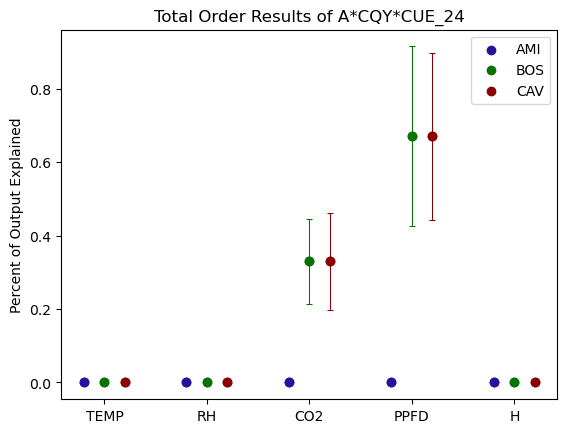 Total Order Results of A*CQY*CUE_24
AMI
BOS
CAV
Percent of Output Explained
0.8
0.6
0.4
0.2
0.0
TEMP RH CO2 PPFD H